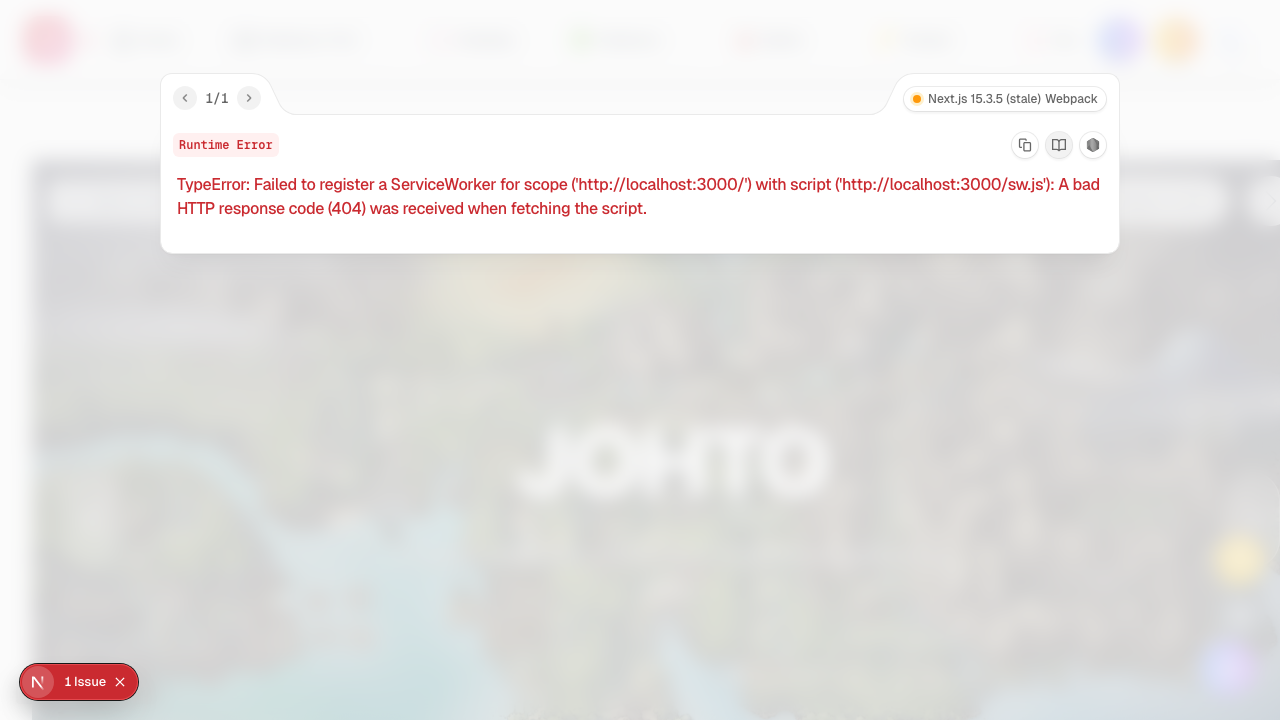 1/1
Next.js 15.3.5 (stale) Webpack
Runtime Error
TypeError: Failed to register a ServiceWorker for scope ('http://localhost:3000/') with script ('http://localhost:3000/sw.js'): A bad
HTTP response code (404) was received when fetching the script.
JOHTO
N
1 Issue